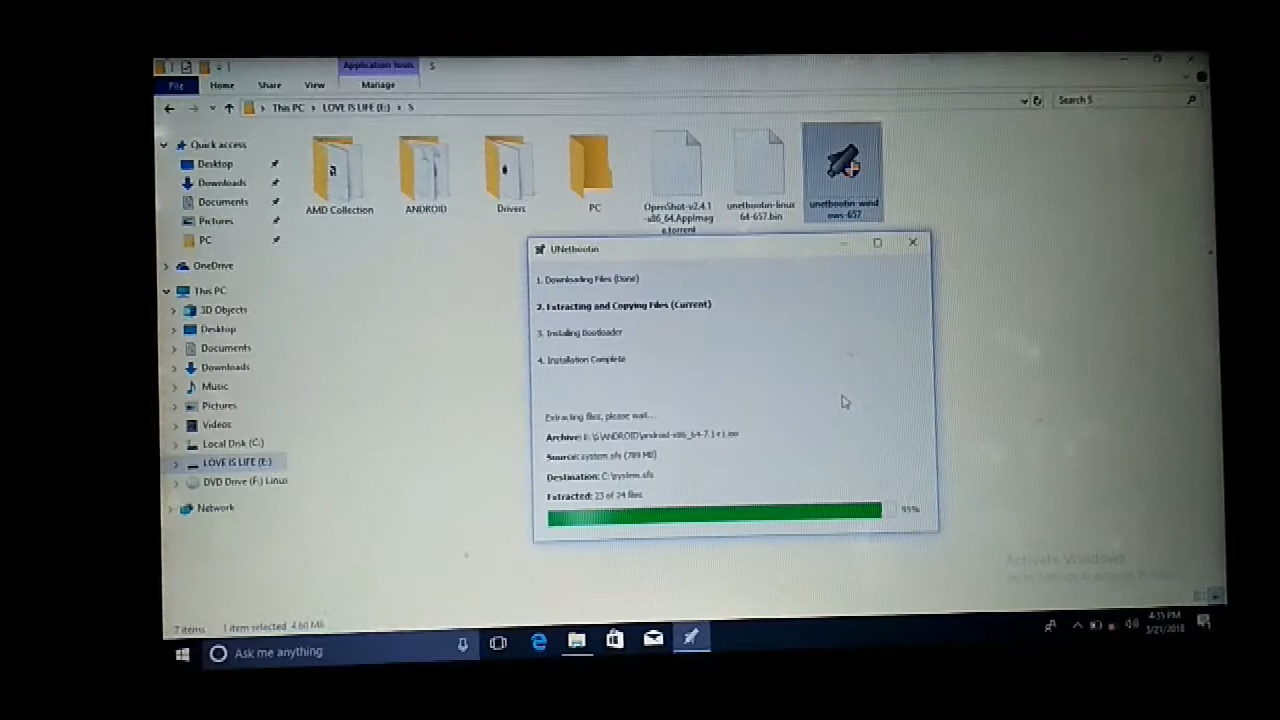 Application Tools
S
File
Home
Share
View
Manage
This PC
LOVE IS LIFE (E:)
S
Search S
Quick access
Desktop
Downloads
Documents
Pictures
PC
OneDrive
This PC
3D Objects
Desktop
Documents
Downloads
Music
Pictures
Videos
Local Disk (C:)
LOVE IS LIFE (E:)
DVD Drive (F:) Linux
Network
AMD Collection
ANDROID
Drivers
PC
OpenShot-v2.4.1
-x86_64.AppImag
e.torrent
unetbootin-linux
64-657.bin
unetbootin-wind
ows-657
UNetbootin
1. Downloading Files (Done)
2. Extracting and Copying Files (Current)
3. Installing Bootloader
4. Installation Complete
Extracting files, please wait...
Archive: E:\S\ANDROID\android-x86_64-7.1-r1.iso
Source: system.sfs (789 MB)
Destination: C:\system.sfs
Extracted: 23 of 24 files
95%
Activate Windows
7 items
1 item selected 4.60 MB
Ask me anything
4:35 PM
3/21/2018